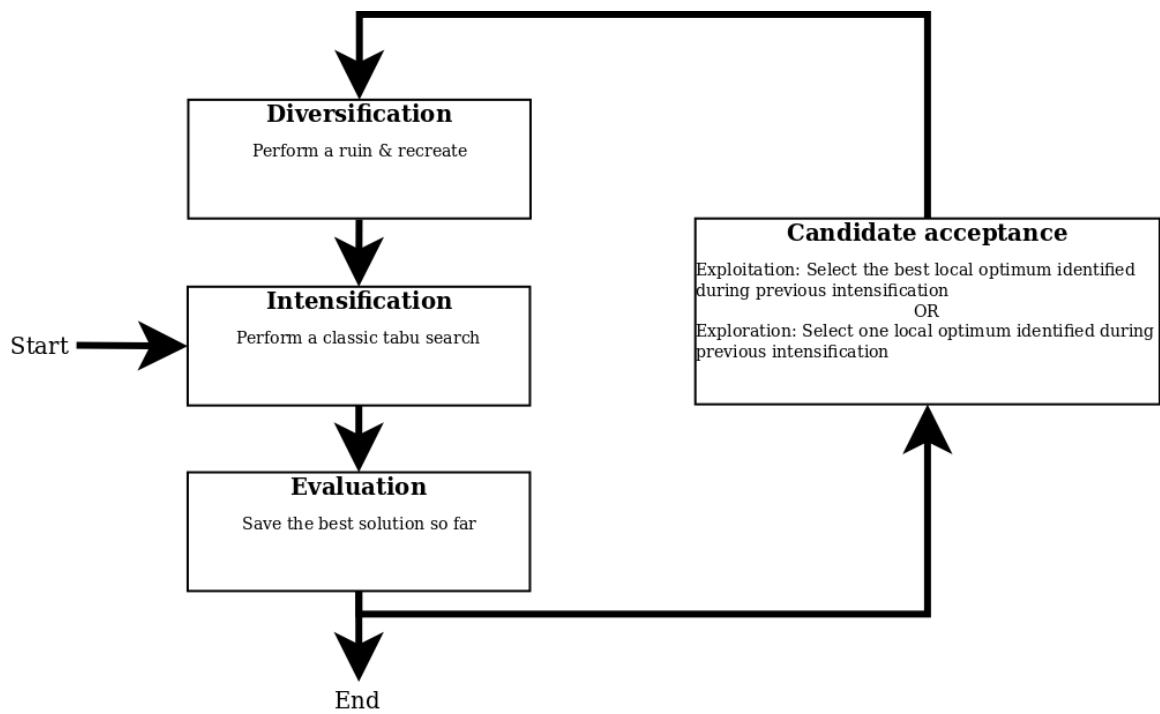 Diversification
Perform a ruin & recreate
Candidate acceptance
Exploitation: Select the best local optimum identified
during previous intensification
OR
Exploration: Select one local optimum identified during
previous intensification
Start
Intensification
Perform a classic tabu search
Evaluation
Save the best solution so far
End